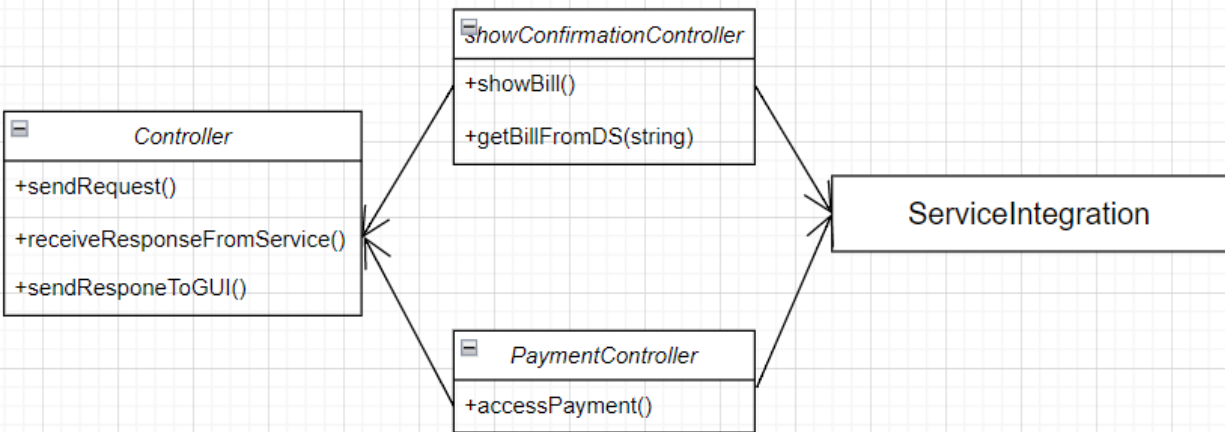 showConfirmationController
+showBill()
+getBillFromDS(string)
Controller
+sendRequest()
+receiveResponseFromService()
+sendResponeToGUI()
ServiceIntegration
PaymentController
+accessPayment()